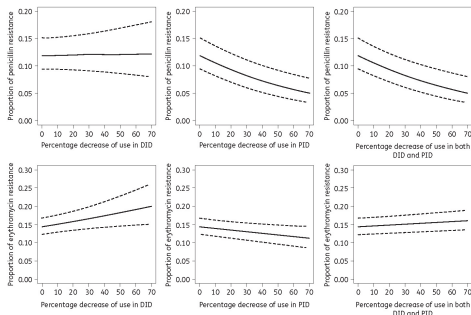 Proportion of penicillin resistance
0.20
0.15
0.10
0.05
0.00
0 10 20 30 40 50 60 70
Percentage decrease of use in DID
Proportion of penicillin resistance
0.20
0.15
0.10
0.05
0.00
0 10 20 30 40 50 60 70
Percentage decrease of use in PID
Proportion of penicillin resistance
0.20
0.15
0.10
0.05
0.00
0 10 20 30 40 50 60 70
Percentage decrease of use in both
DID and PID
Proportion of erythromycin resistance
0.30
0.25
0.20
0.15
0.10
0.05
0.00
0 10 20 30 40 50 60 70
Percentage decrease of use in DID
Proportion of erythromycin resistance
0.30
0.25
0.20
0.15
0.10
0.05
0.00
0 10 20 30 40 50 60 70
Percentage decrease of use in PID
Proportion of erythromycin resistance
0.30
0.25
0.20
0.15
0.10
0.05
0.00
0 10 20 30 40 50 60 70
Percentage decrease of use in both
DID and PID